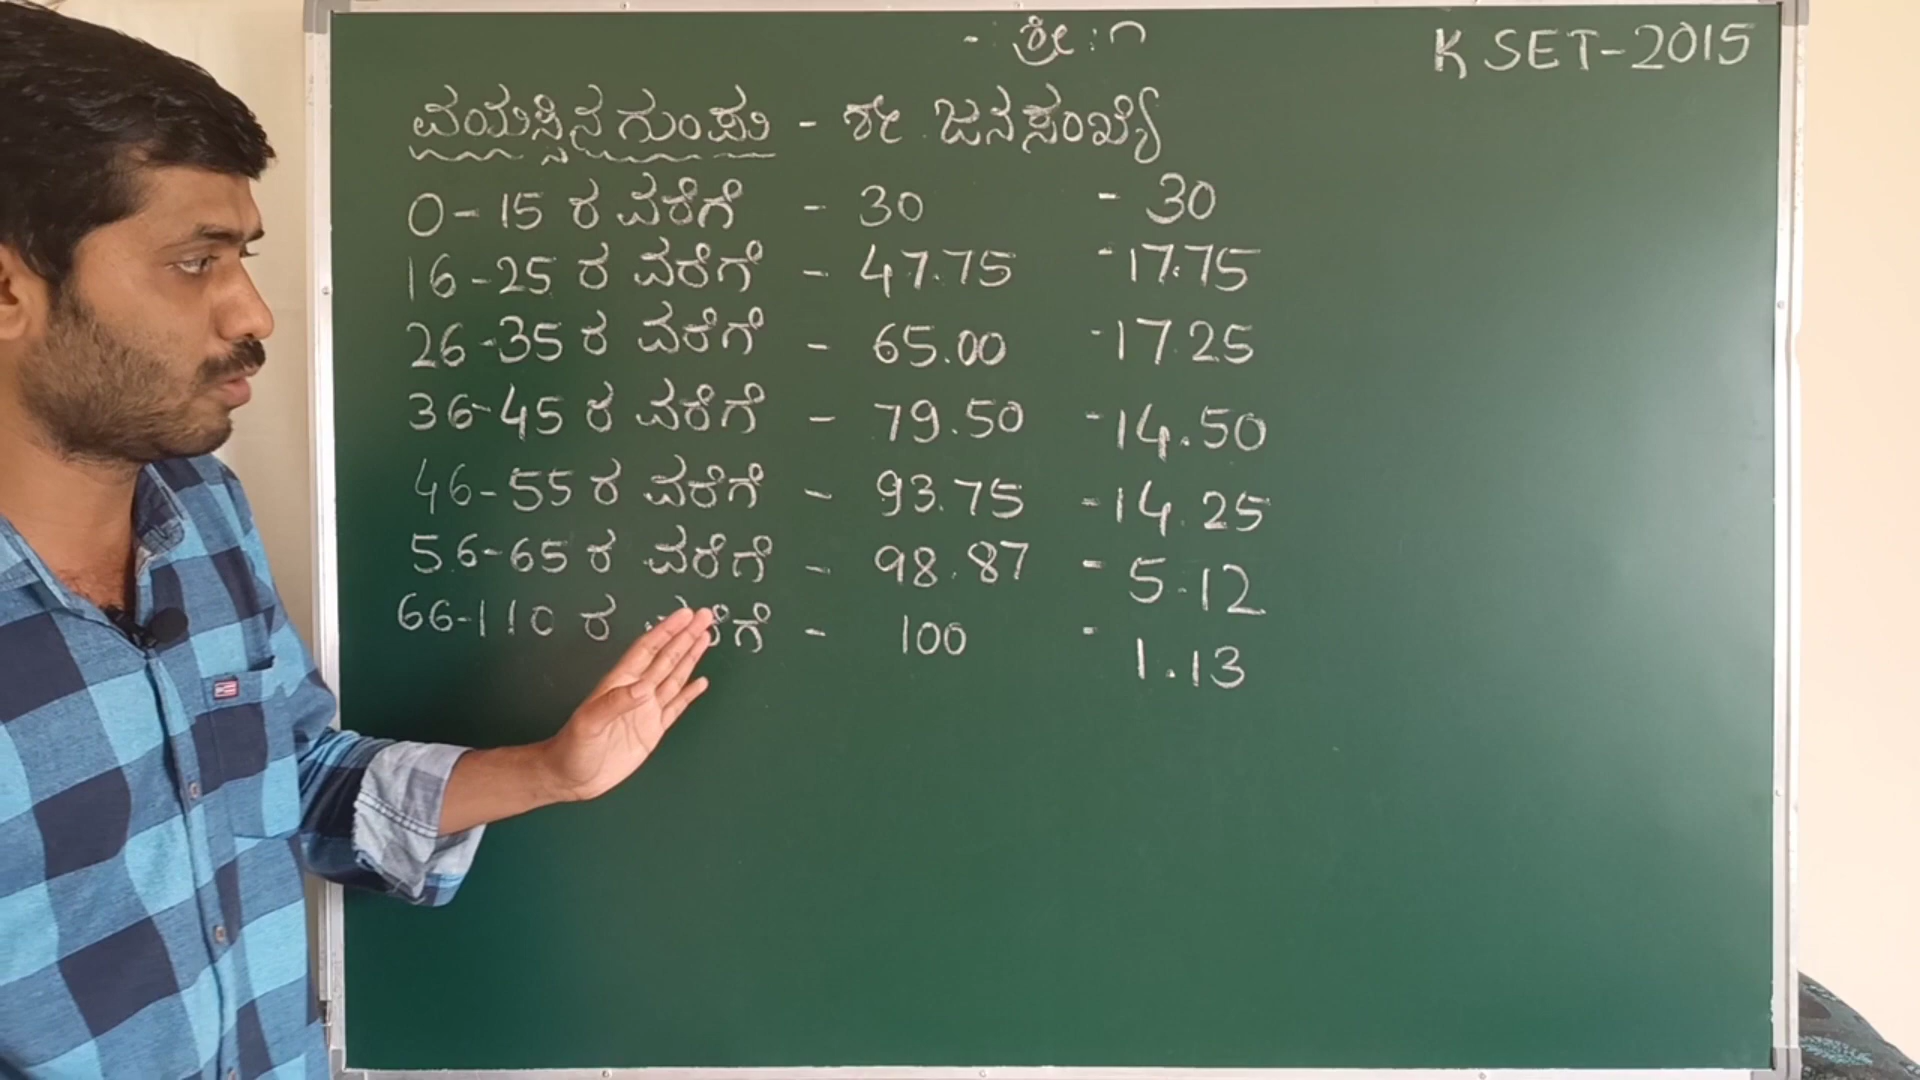 - ಶ್ರೀ:ಗ
K SET-2015
ವಯಸ್ಸಿನ ಗುಂಪು - ಶೇ. ಜನಸಂಖ್ಯೆ
0-15 ರ ವರೆಗೆ - 30 - 30
16-25 ರ ವರೆಗೆ - 47.75 - 17.75
26-35 ರ ವರೆಗೆ - 65.00 - 17.25
36-45 ರ ವರೆಗೆ - 79.50 - 14.50
46-55 ರ ವರೆಗೆ - 93.75 - 14.25
56-65 ರ ವರೆಗೆ - 98.87 - 5.12
66-110 ರ ವರೆಗೆ - 100 - 1.13